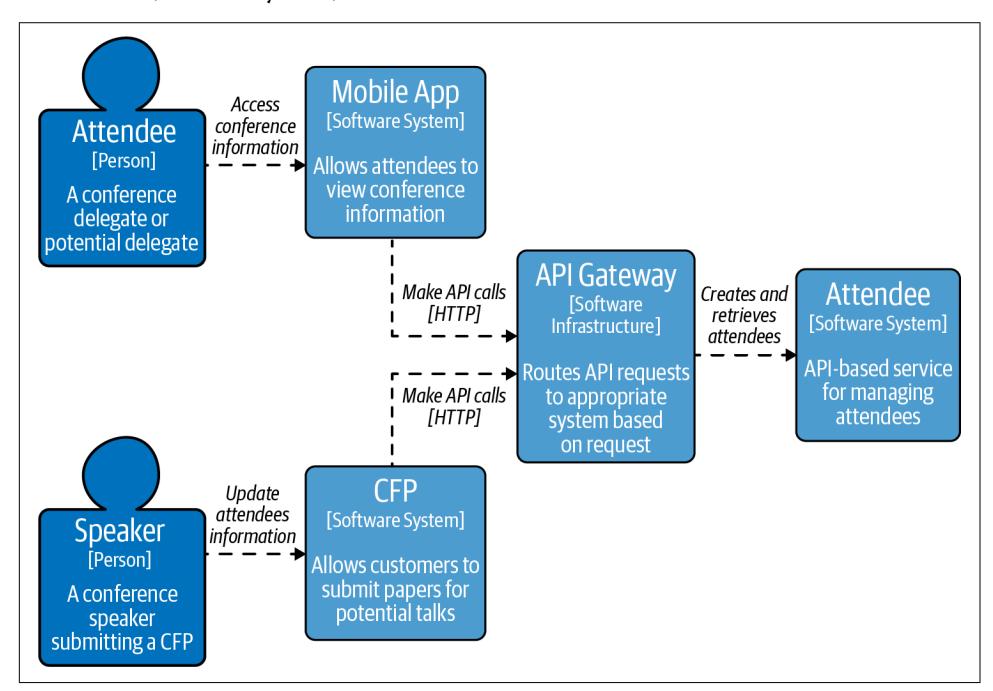 Attendee
[Person]
A conference
delegate or
potential delegate
Access
conference
information
Mobile App
[Software System]
Allows attendees to
view conference
information
Make API calls
[HTTP]
API Gateway
[Software
Infrastructure]
Routes API requests
to appropriate
system based
on request
Creates and
retrieves
attendees
Attendee
[Software System]
API-based service
for managing
attendees
Make API calls
[HTTP]
Speaker
[Person]
A conference
speaker
submitting a CFP
Update
attendees
information
CFP
[Software System]
Allows customers to
submit papers for
potential talks